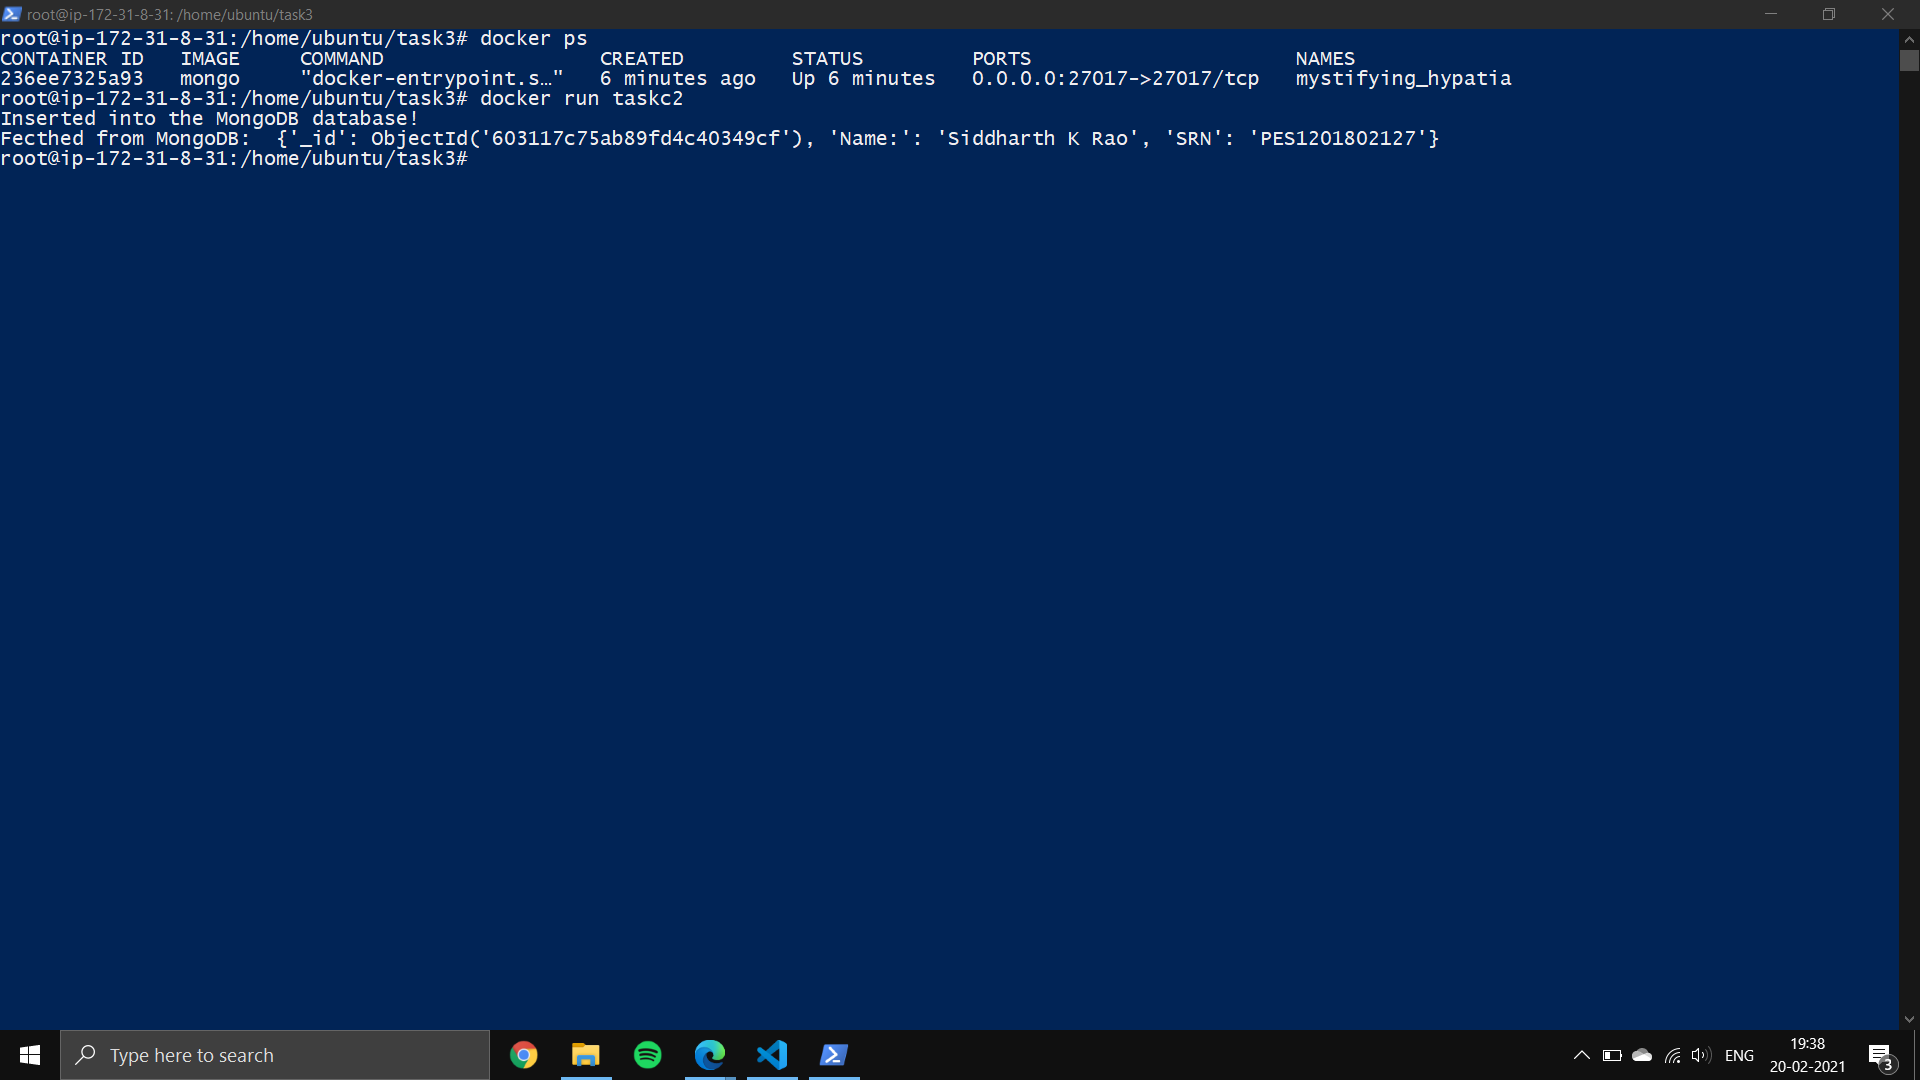 root@ip-172-31-8-31: /home/ubuntu/task3
root@ip-172-31-8-31:/home/ubuntu/task3# docker ps
CONTAINER ID   IMAGE     COMMAND                  CREATED         STATUS         PORTS                      NAMES
236ee7325a93   mongo     "docker-entrypoint.s…"   6 minutes ago   Up 6 minutes   0.0.0.0:27017->27017/tcp   mystifying_hypatia
root@ip-172-31-8-31:/home/ubuntu/task3# docker run taskc2
Inserted into the MongoDB database!
Fecthed from MongoDB:  {'_id': ObjectId('603117c75ab89fd4c40349cf'), 'Name:': 'Siddharth K Rao', 'SRN': 'PES1201802127'}
root@ip-172-31-8-31:/home/ubuntu/task3#
Type here to search
ENG
19:38
20-02-2021
3